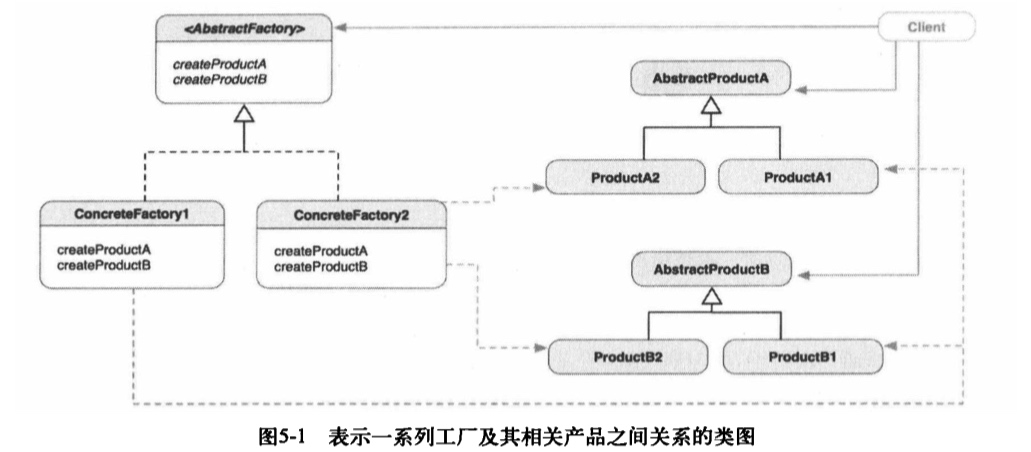 <AbstractFactory>
createProductA
createProductB
Client
AbstractProductA
ProductA2
ProductA1
ConcreteFactory1
createProductA
createProductB
ConcreteFactory2
createProductA
createProductB
AbstractProductB
ProductB2
ProductB1
图5-1 表示一系列工厂及其相关产品之间关系的类图